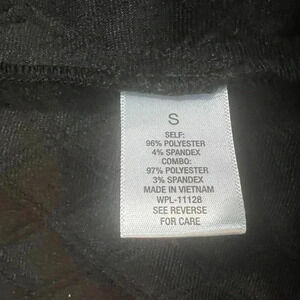 S
SELF:
96% POLYESTER
4% SPANDEX
COMBO:
97% POLYESTER
3% SPANDEX
MADE IN VIETNAM
WPL-11128
SEE REVERSE
FOR CARE